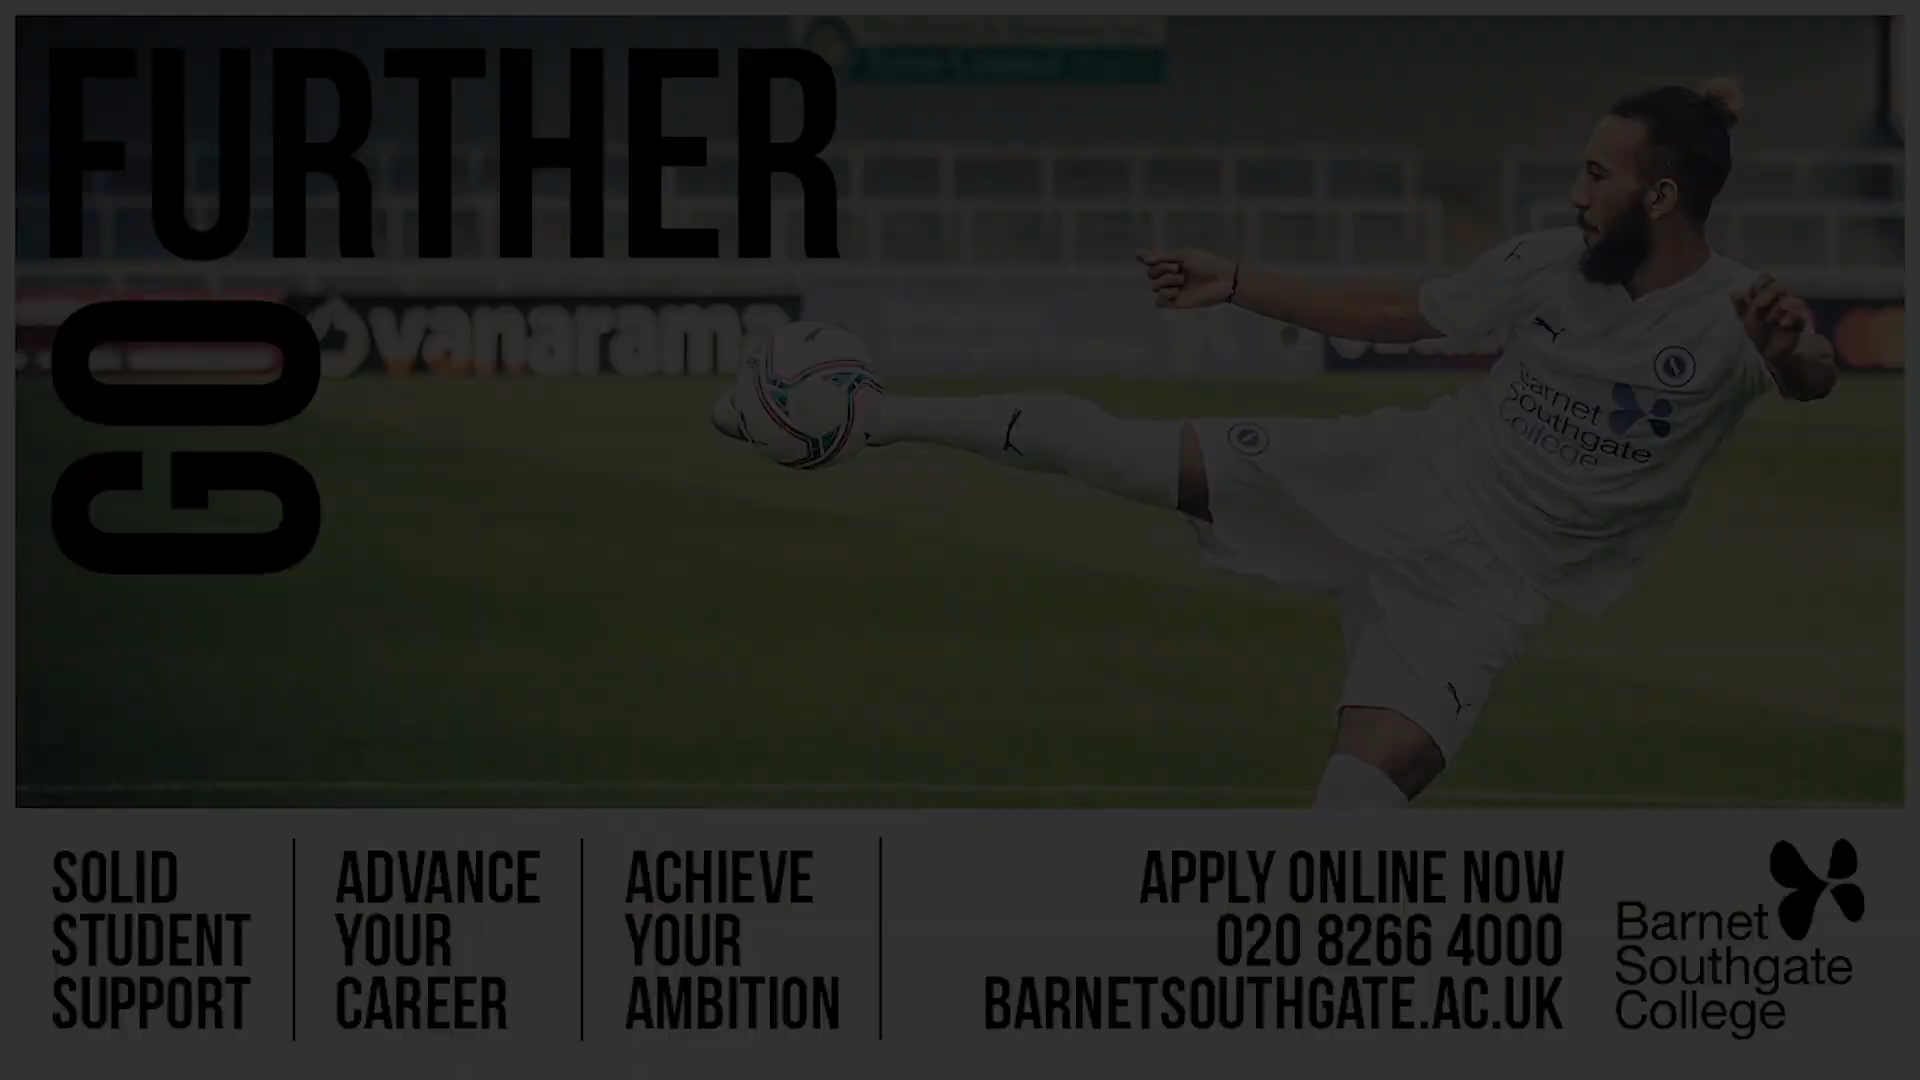 FURTHER
GO
vanarama
Barnet
Southgate
College
SOLID
STUDENT
SUPPORT
ADVANCE
YOUR
CAREER
ACHIEVE
YOUR
AMBITION
APPLY ONLINE NOW
020 8266 4000
BARNETSOUTHGATE.AC.UK
Barnet
Southgate
College